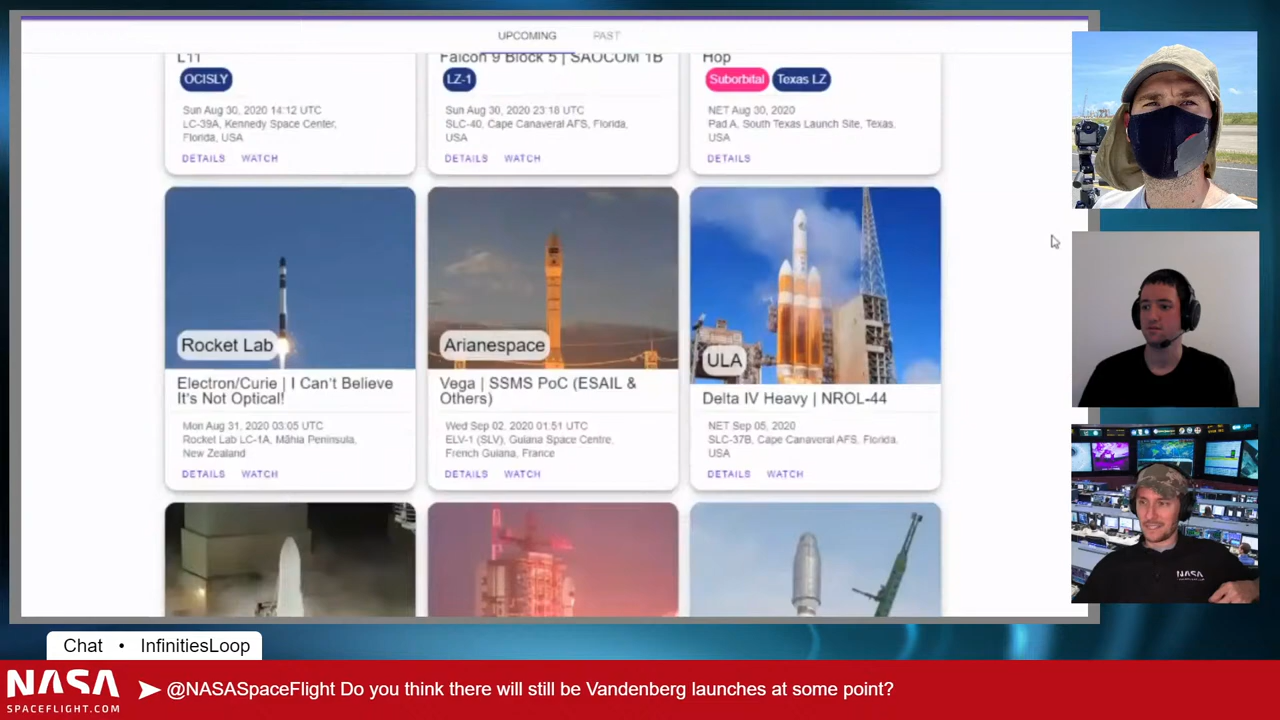 UPCOMING PAST
L11
OCISLY
Sun Aug 30, 2020 14:12 UTC
LC-39A, Kennedy Space Center,
Florida, USA
DETAILS WATCH
Falcon 9 Block 5 | SAOCOM 1B
LZ-1
Sun Aug 30, 2020 23:18 UTC
SLC-40, Cape Canaveral AFS, Florida,
USA
DETAILS WATCH
Hop
Suborbital Texas LZ
NET Aug 30, 2020
Pad A, South Texas Launch Site, Texas,
USA
DETAILS
Rocket Lab
Electron/Curie | I Can't Believe
It's Not Optical!
Mon Aug 31, 2020 03:05 UTC
Rocket Lab LC-1A, Māhia Peninsula,
New Zealand
DETAILS WATCH
Arianespace
Vega | SSMS PoC (ESAIL &
Others)
Wed Sep 02, 2020 01:51 UTC
ELV-1 (SLV), Guiana Space Centre,
French Guiana, France
DETAILS WATCH
ULA
Delta IV Heavy | NROL-44
NET Sep 05, 2020
SLC-37B, Cape Canaveral AFS, Florida,
USA
DETAILS WATCH
NASA
Chat • InfinitiesLoop
NASA
SPACEFLIGHT.COM
@NASASpaceFlight Do you think there will still be Vandenberg launches at some point?